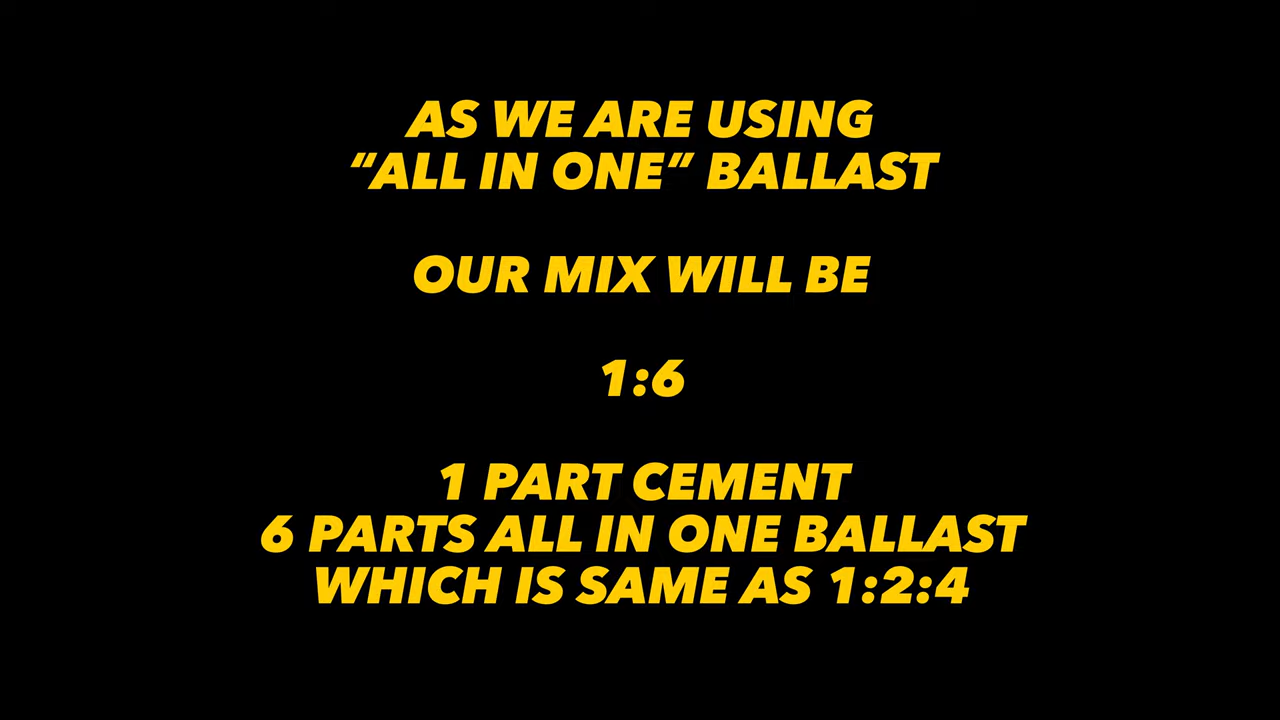 AS WE ARE USING
“ALL IN ONE” BALLAST
OUR MIX WILL BE
1:6
1 PART CEMENT
6 PARTS ALL IN ONE BALLAST
WHICH IS SAME AS 1:2:4